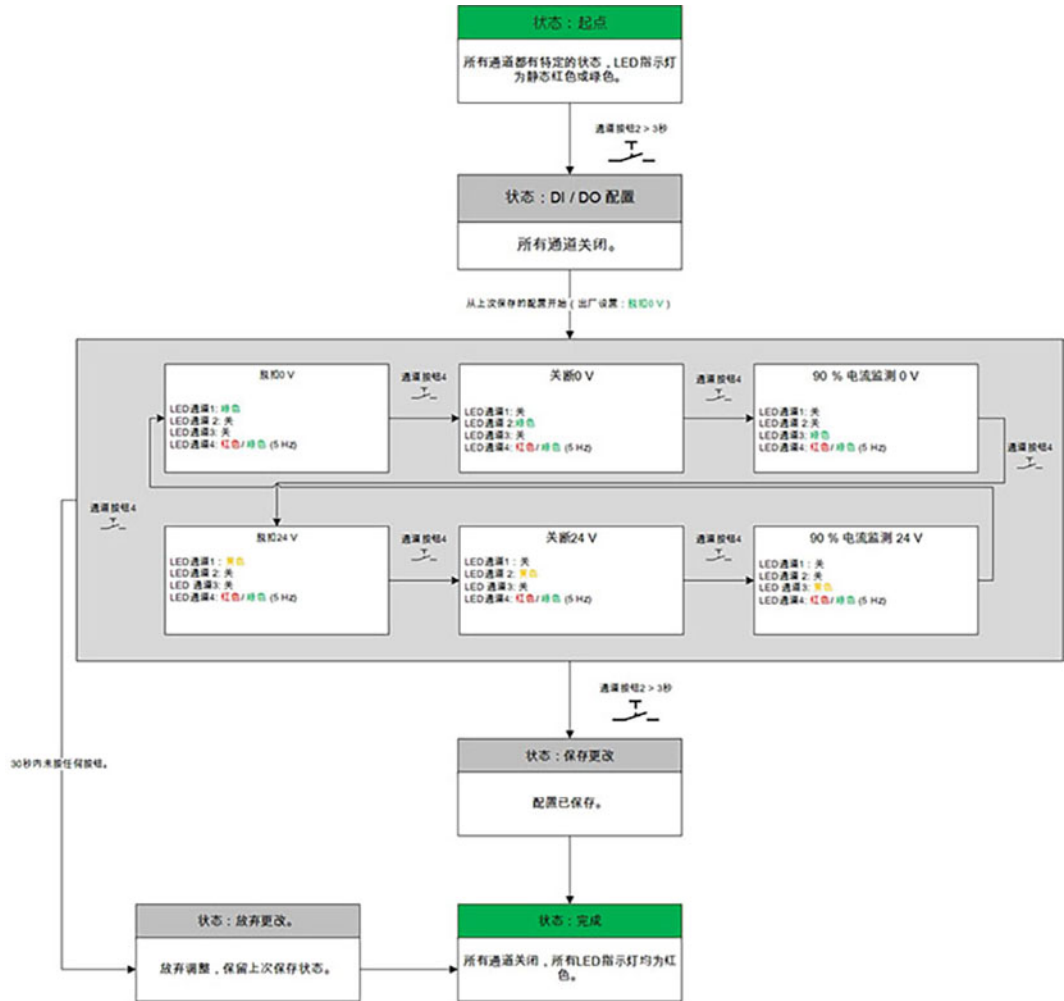 状态：起点
所有通道都有特定的状态，LED指示灯
为静态红色或绿色。
通道按钮2 > 3秒
状态：DI / DO 配置
所有通道关闭。
从上次保存的配置开始（出厂设置：脱扣0 V）
脱扣0 V
LED通道1: 绿色
LED通道 2: 关
LED通道3: 关
LED通道4: 红色/ 绿色 (5 Hz)
通道按钮4
关断0 V
LED通道1: 关
LED通道 2:绿色
LED通道3: 关
LED通道4: 红色/ 绿色 (5 Hz)
通道按钮4
90 % 电流监测 0 V
LED通道1: 关
LED通道 2:关
LED通道3: 绿色
LED通道4: 红色/ 绿色 (5 Hz)
通道按钮4
通道按钮4
脱扣24 V
LED通道1 : 黄色
LED通道 2: 关
LED 通道3: 关
LED通道4: 红色/ 绿色 (5 Hz)
通道按钮4
关断24 V
LED通道1 : 关
LED通道 2: 黄色
LED 通道3: 关
LED通道4: 红色/ 绿色 (5 Hz)
通道按钮4
90 % 电流监测 24 V
LED通道1 : 关
LED通道 2: 关
LED通道3: 黄色
LED通道4: 红色/ 绿色 (5 Hz)
通道按钮2 > 3秒
30秒内未按任何按钮。
状态：保存更改
配置已保存。
状态：放弃更改。
放弃调整，保留上次保存状态。
状态：完成
所有通道关闭，所有LED指示灯均为红
色。